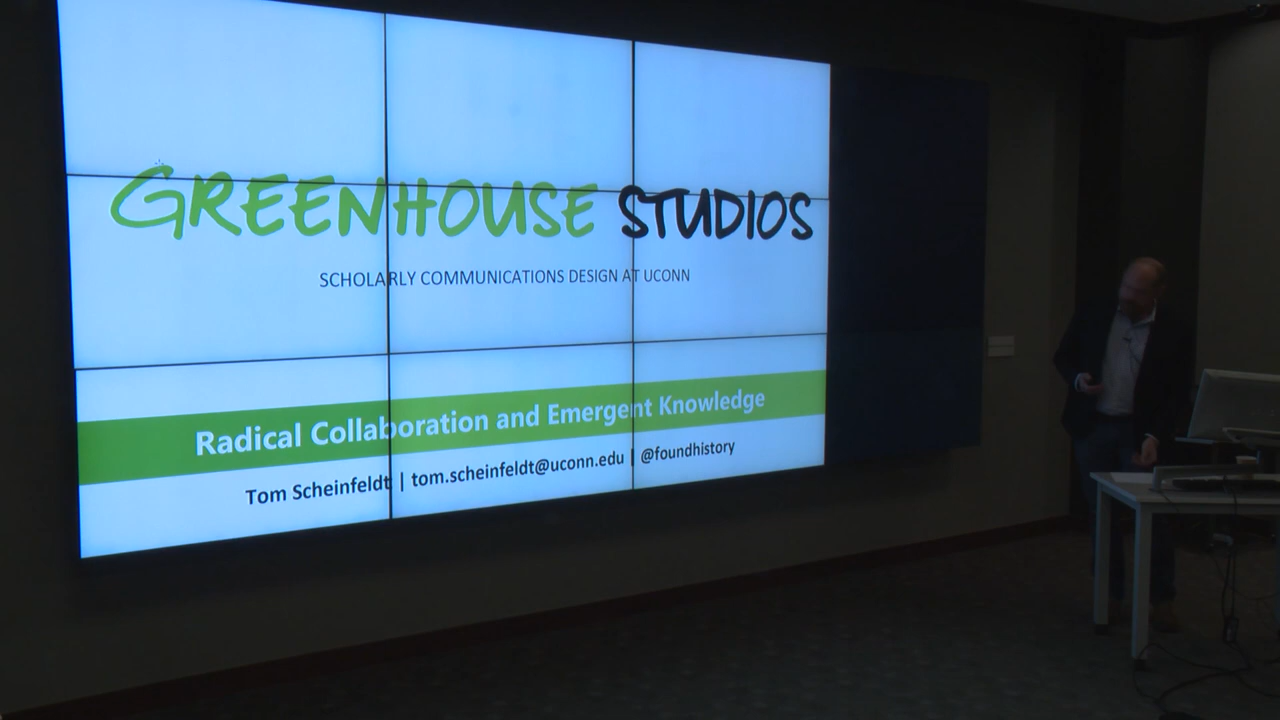 GREENHOUSE STUDIOS
SCHOLARLY COMMUNICATIONS DESIGN AT UCONN
Radical Collaboration and Emergent Knowledge
Tom Scheinfeldt | tom.scheinfeldt@uconn.edu | @foundhistory